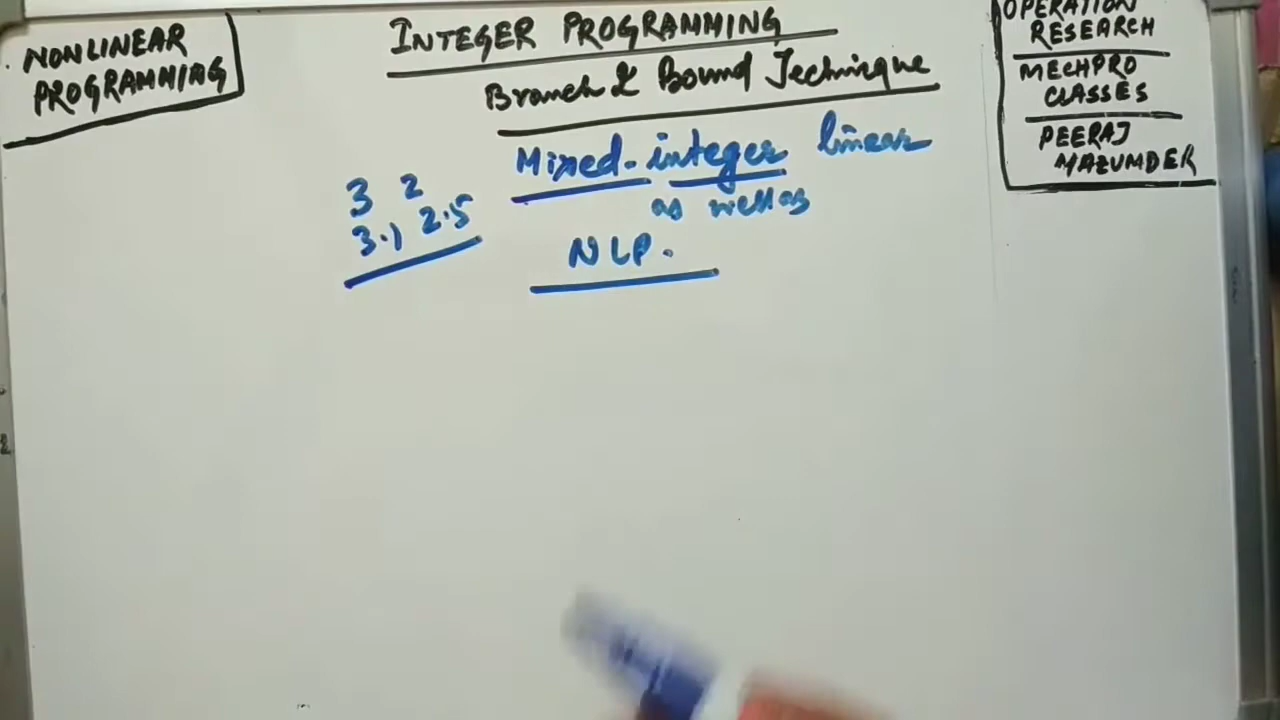 NONLINEAR
PROGRAMMING
INTEGER PROGRAMMING
Branch & Bound Technique
Mixed-integer linear
as well as
NLP.
3 2
3.1 2.5
OPERATION
RESEARCH
MECHPRO
CLASSES
PEERAJ
MAZUMDER